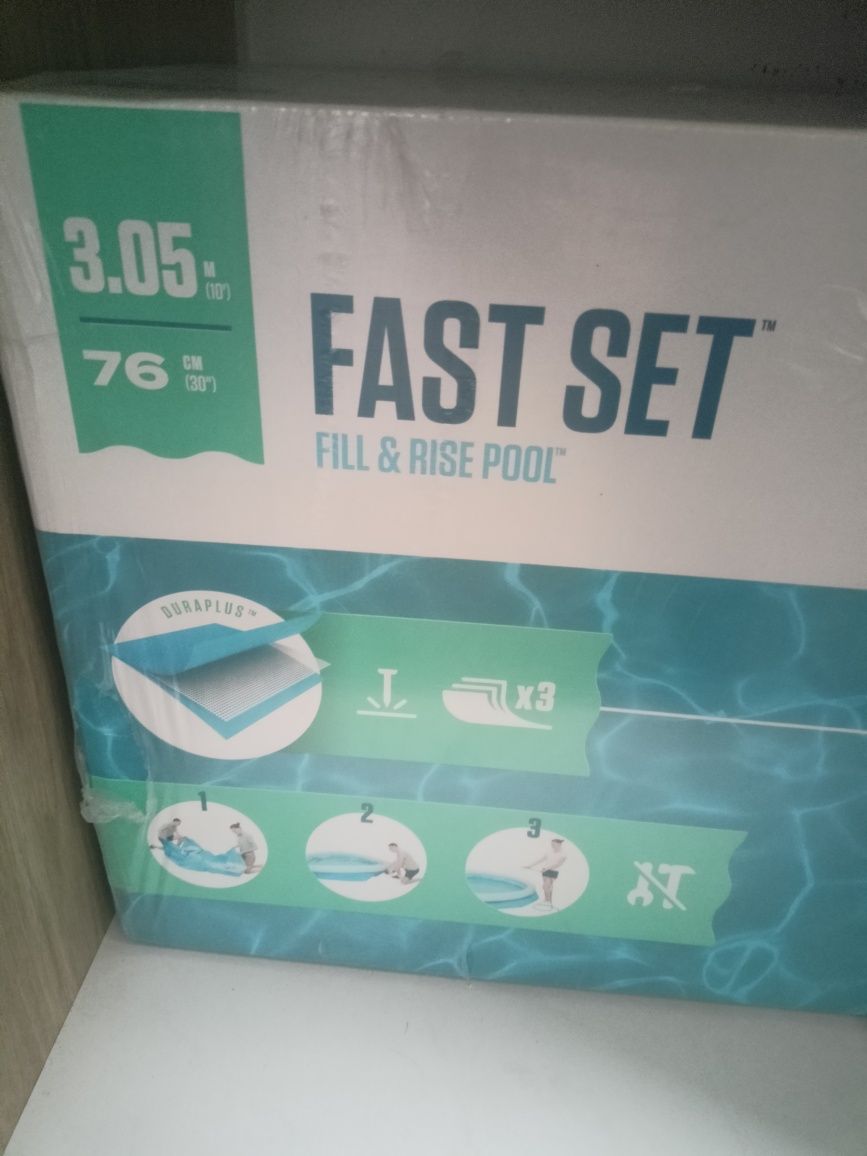 3.05 M (10')
76 CM (30")
FAST SET™
FILL & RISE POOL™
DURAPLUS™
x3
1 2 3